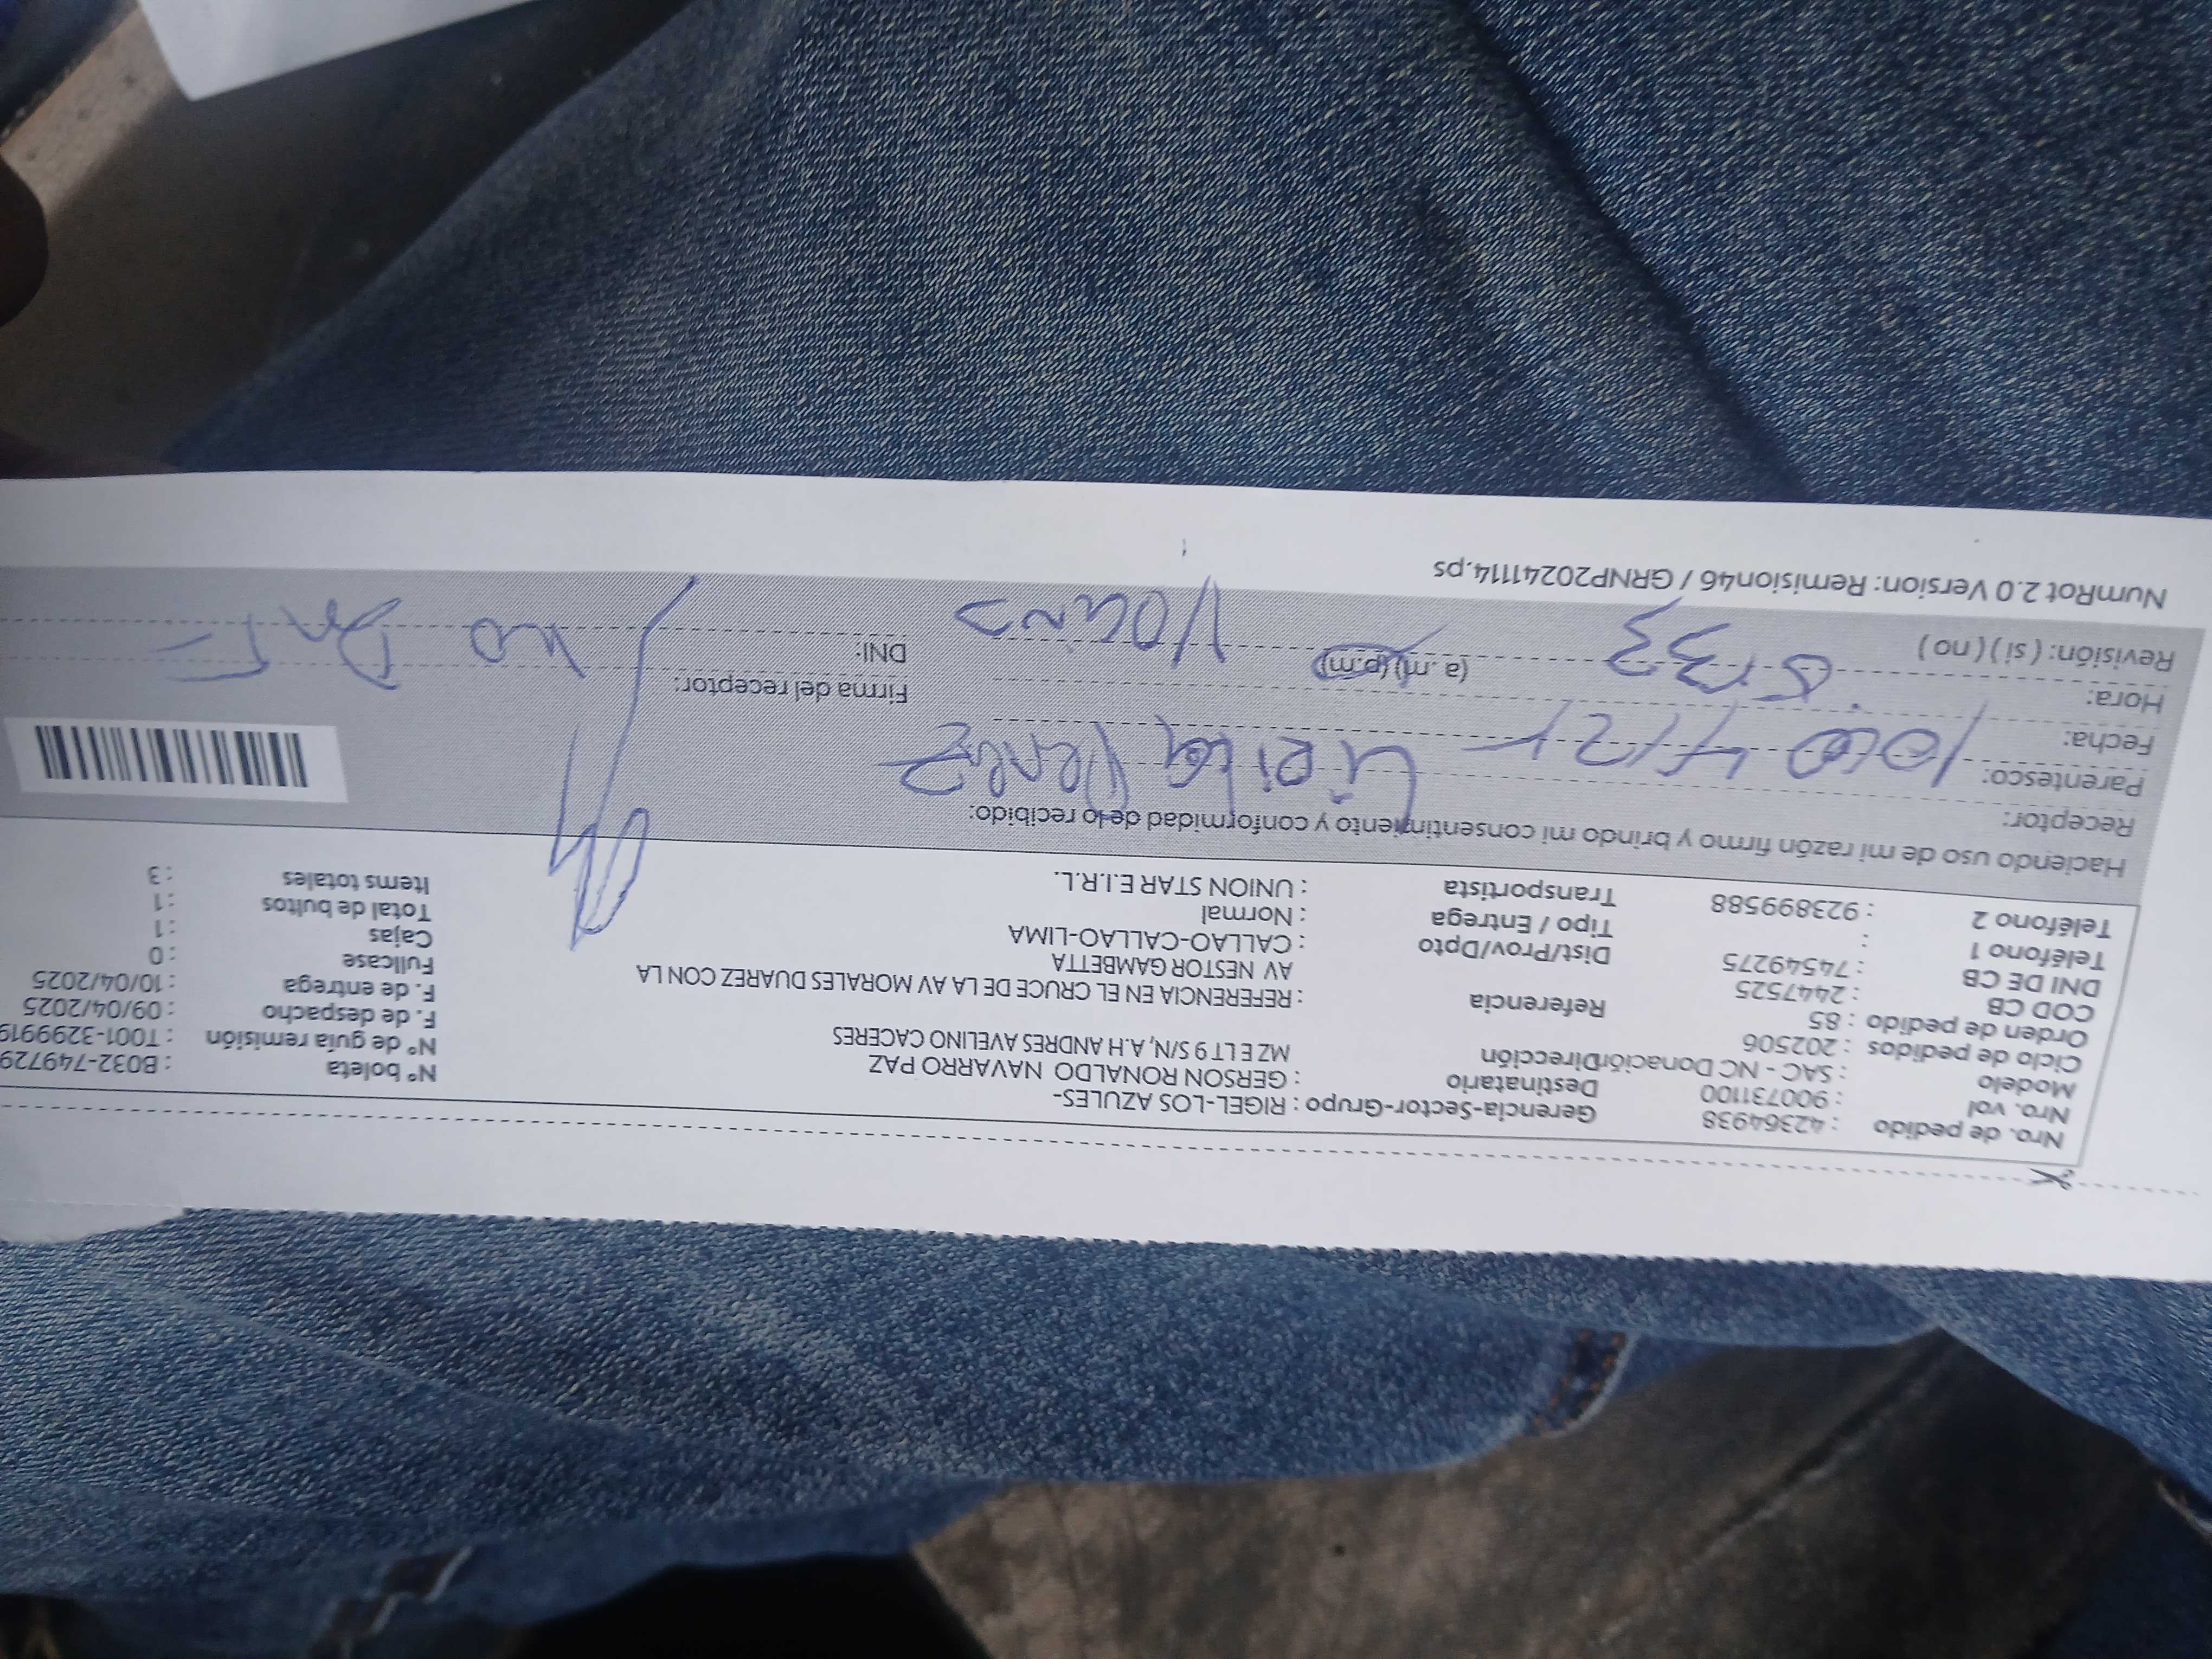 Nro. de pedido : 42364938 Gerencia-Sector-Grupo : RIGEL-LOS AZULES- N° boleta : B032-749729
Nro. vol : 900731100 Destinatario : GERSON RONALDO NAVARRO PAZ N° de guía remisión : T001-3299919
Modelo : SAC - NC Donación Dirección MZ E LT 9 S/N, A.H ANDRES AVELINO CACERES F. de despacho : 09/04/2025
Ciclo de pedidos : 202506 F. de entrega : 10/04/2025
Orden de pedido : 85 Referencia : REFERENCIA EN EL CRUCE DE LA AV MORALES DUAREZ CON LA Fullcase : 0
COD CB : 2447525 AV NESTOR GAMBETTA Cajas : 1
DNI DE CB : 74549275 Dist/Prov/Dpto : CALLAO-CALLAO-LIMA Total de bultos : 1
Teléfono 1 : Tipo / Entrega : Normal Items totales : 3
Teléfono 2 : 923899588 Transportista : UNION STAR E.I.R.L.
Haciendo uso de mi razón firmo y brindo mi consentimiento y conformidad de lo recibido:
Receptor:
Parentesco:
Fecha:
Hora: (a.m) (p.m) Firma del receptor:
Revisión: ( si ) ( no ) DNI:
NumRot 2.0 Version: Remision46 / GRNP20241114.ps